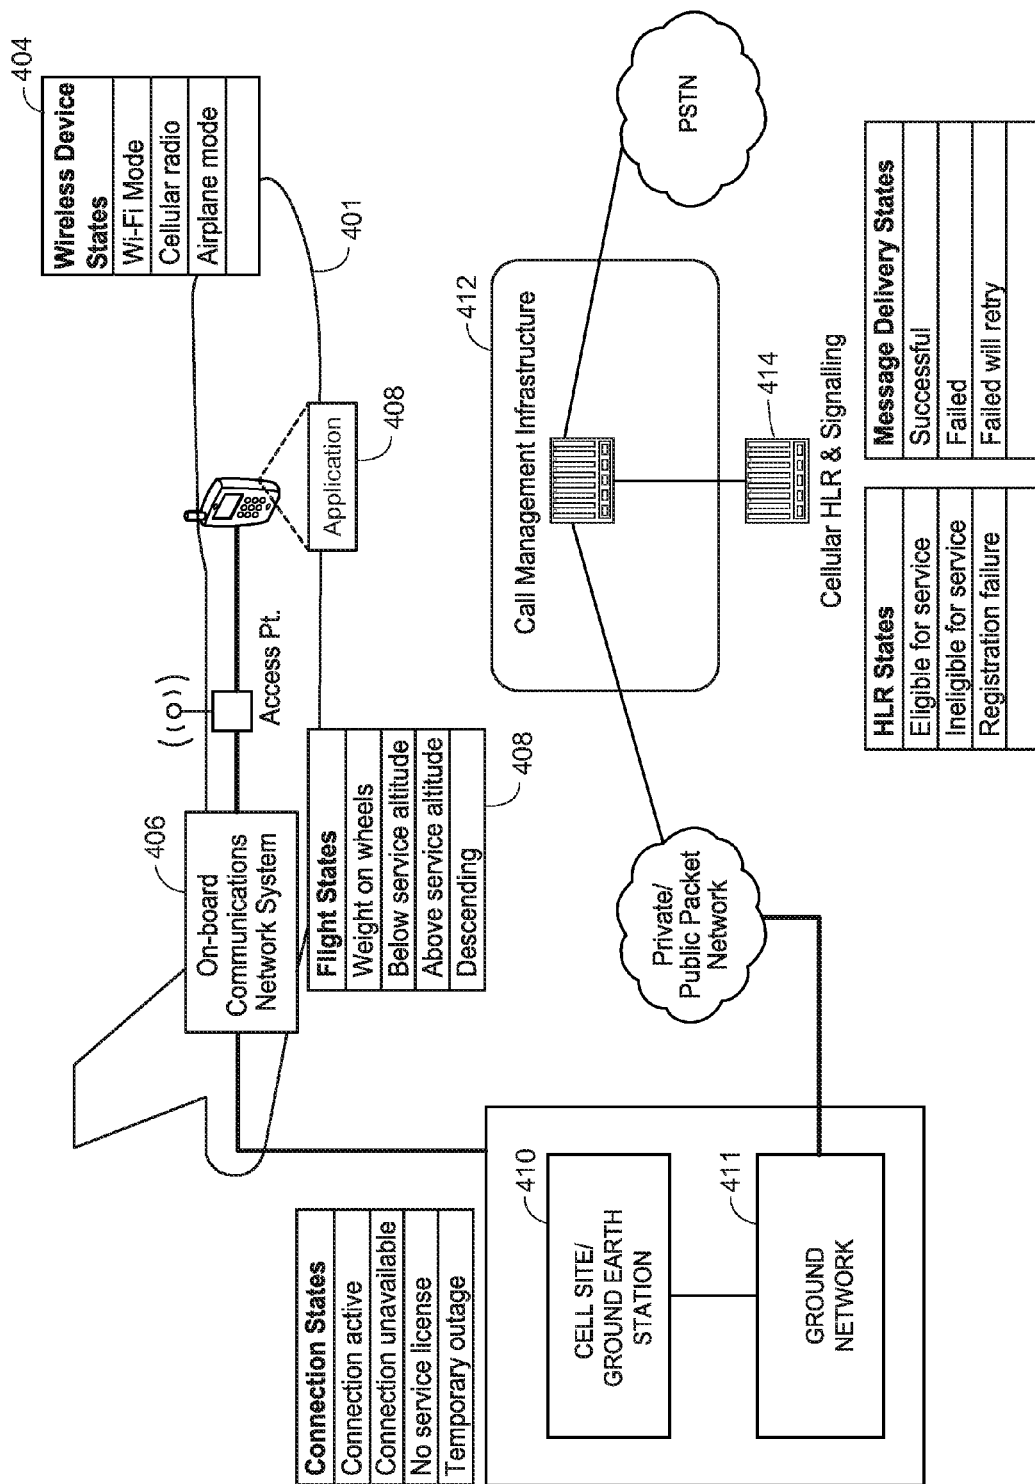 404
Wireless Device
States
Wi-Fi Mode
Cellular radio
Airplane mode
401
Application
408
Access Pt.
406
On-board
Communications
Network System
Flight States
Weight on wheels
Below service altitude
Above service altitude
Descending
408
Connection States
Connection active
Connection unavailable
No service license
Temporary outage
410
CELL SITE/
GROUND EARTH
STATION
411
GROUND
NETWORK
Private/
Public Packet
Network
412
Call Management Infrastructure
PSTN
414
Cellular HLR & Signalling
HLR States
Eligible for service
Ineligible for service
Registration failure
Message Delivery States
Successful
Failed
Failed will retry